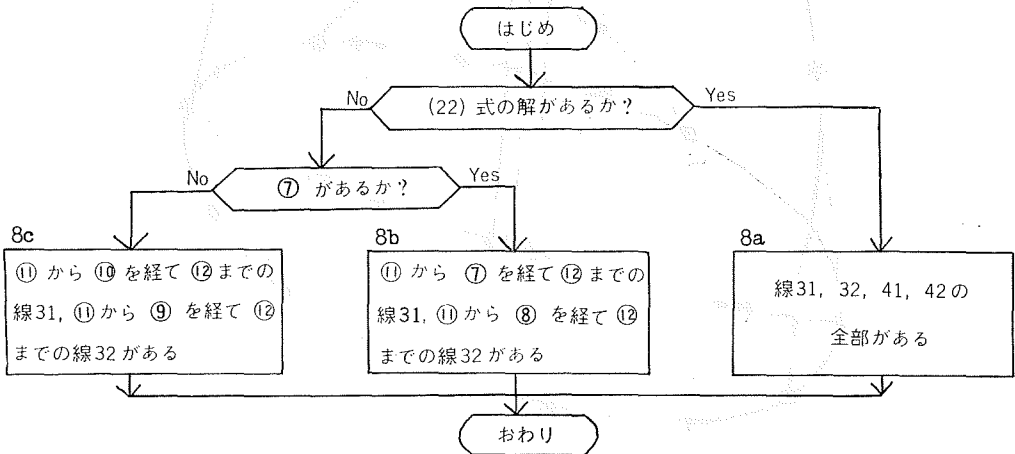 はじめ
(22) 式の解があるか?
No
Yes
⑦ があるか?
No
Yes
8c
⑪ から ⑩ を経て ⑫ までの
線31, ⑪ から ⑨ を経て ⑫
までの線32がある
8b
⑪ から ⑦ を経て ⑫ までの
線31, ⑪ から ⑧ を経て ⑫
までの線32がある
8a
線31, 32, 41, 42の
全部がある
おわり